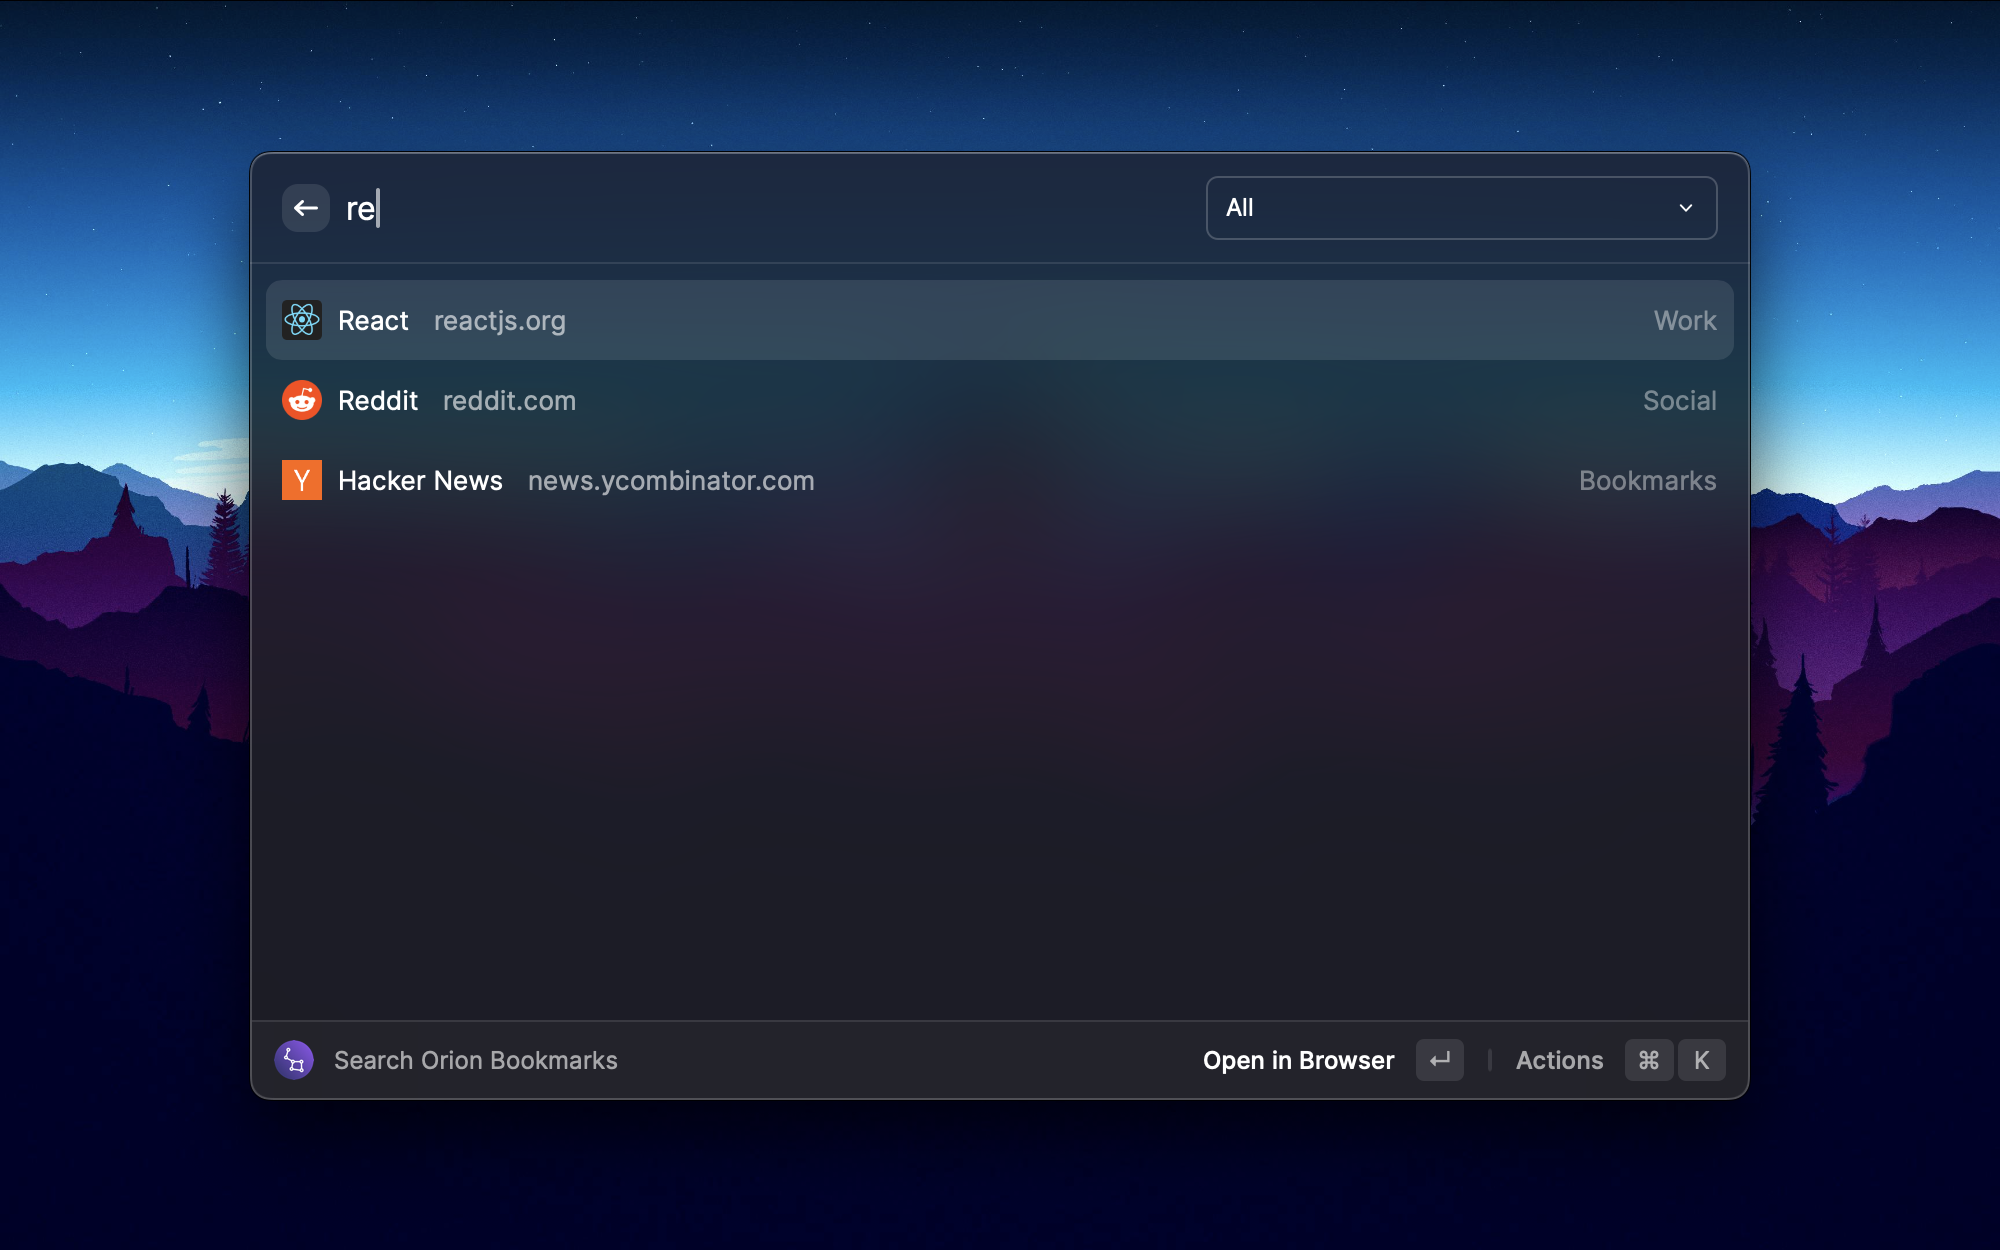 re
All
React reactjs.org Work
Reddit reddit.com Social
Y Hacker News news.ycombinator.com Bookmarks
Search Orion Bookmarks Open in Browser ↵ Actions ⌘ K